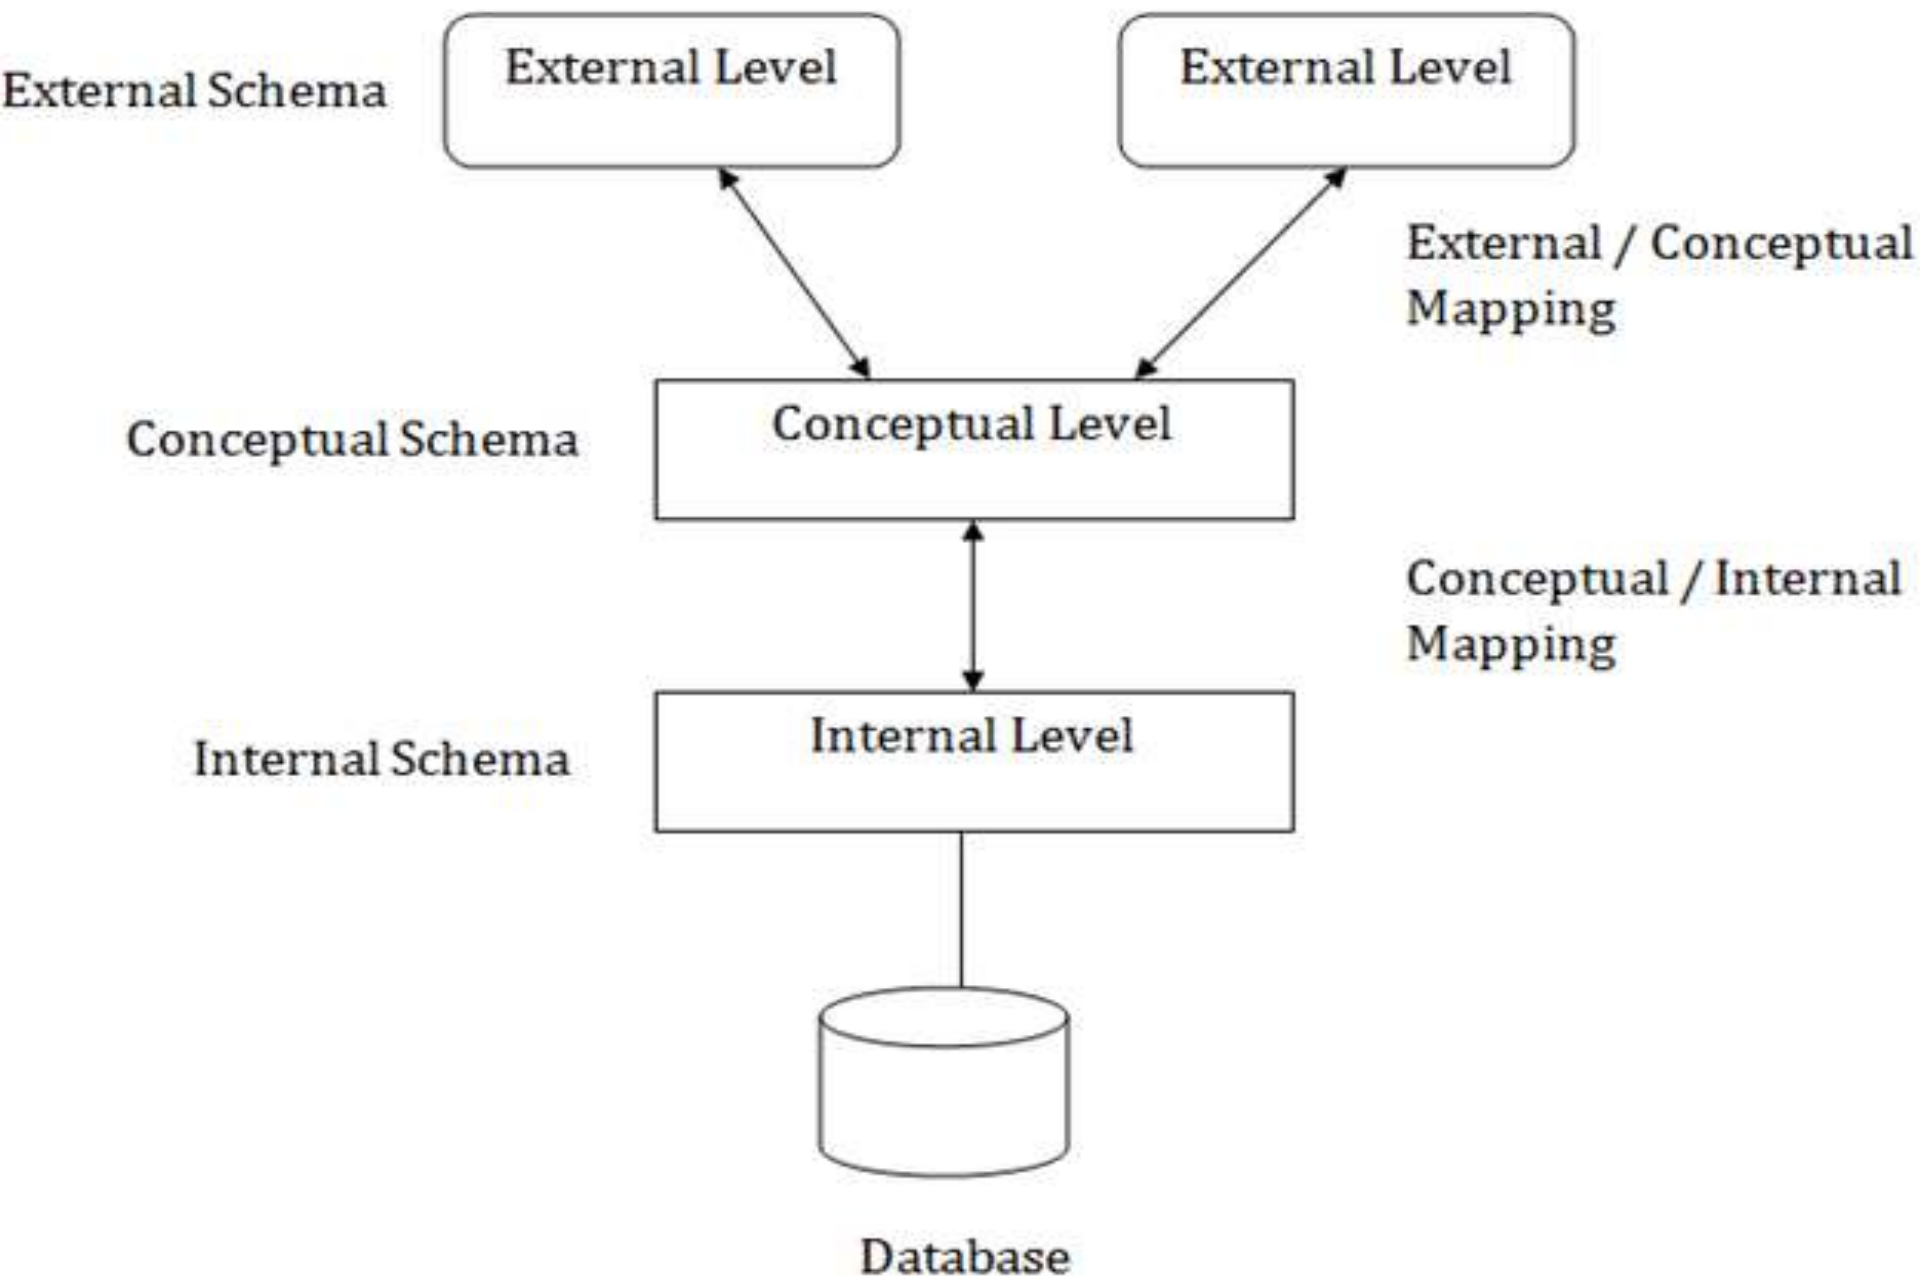 External Schema
External Level
External Level
External / Conceptual
Mapping
Conceptual Schema
Conceptual Level
Conceptual / Internal
Mapping
Internal Schema
Internal Level
Database